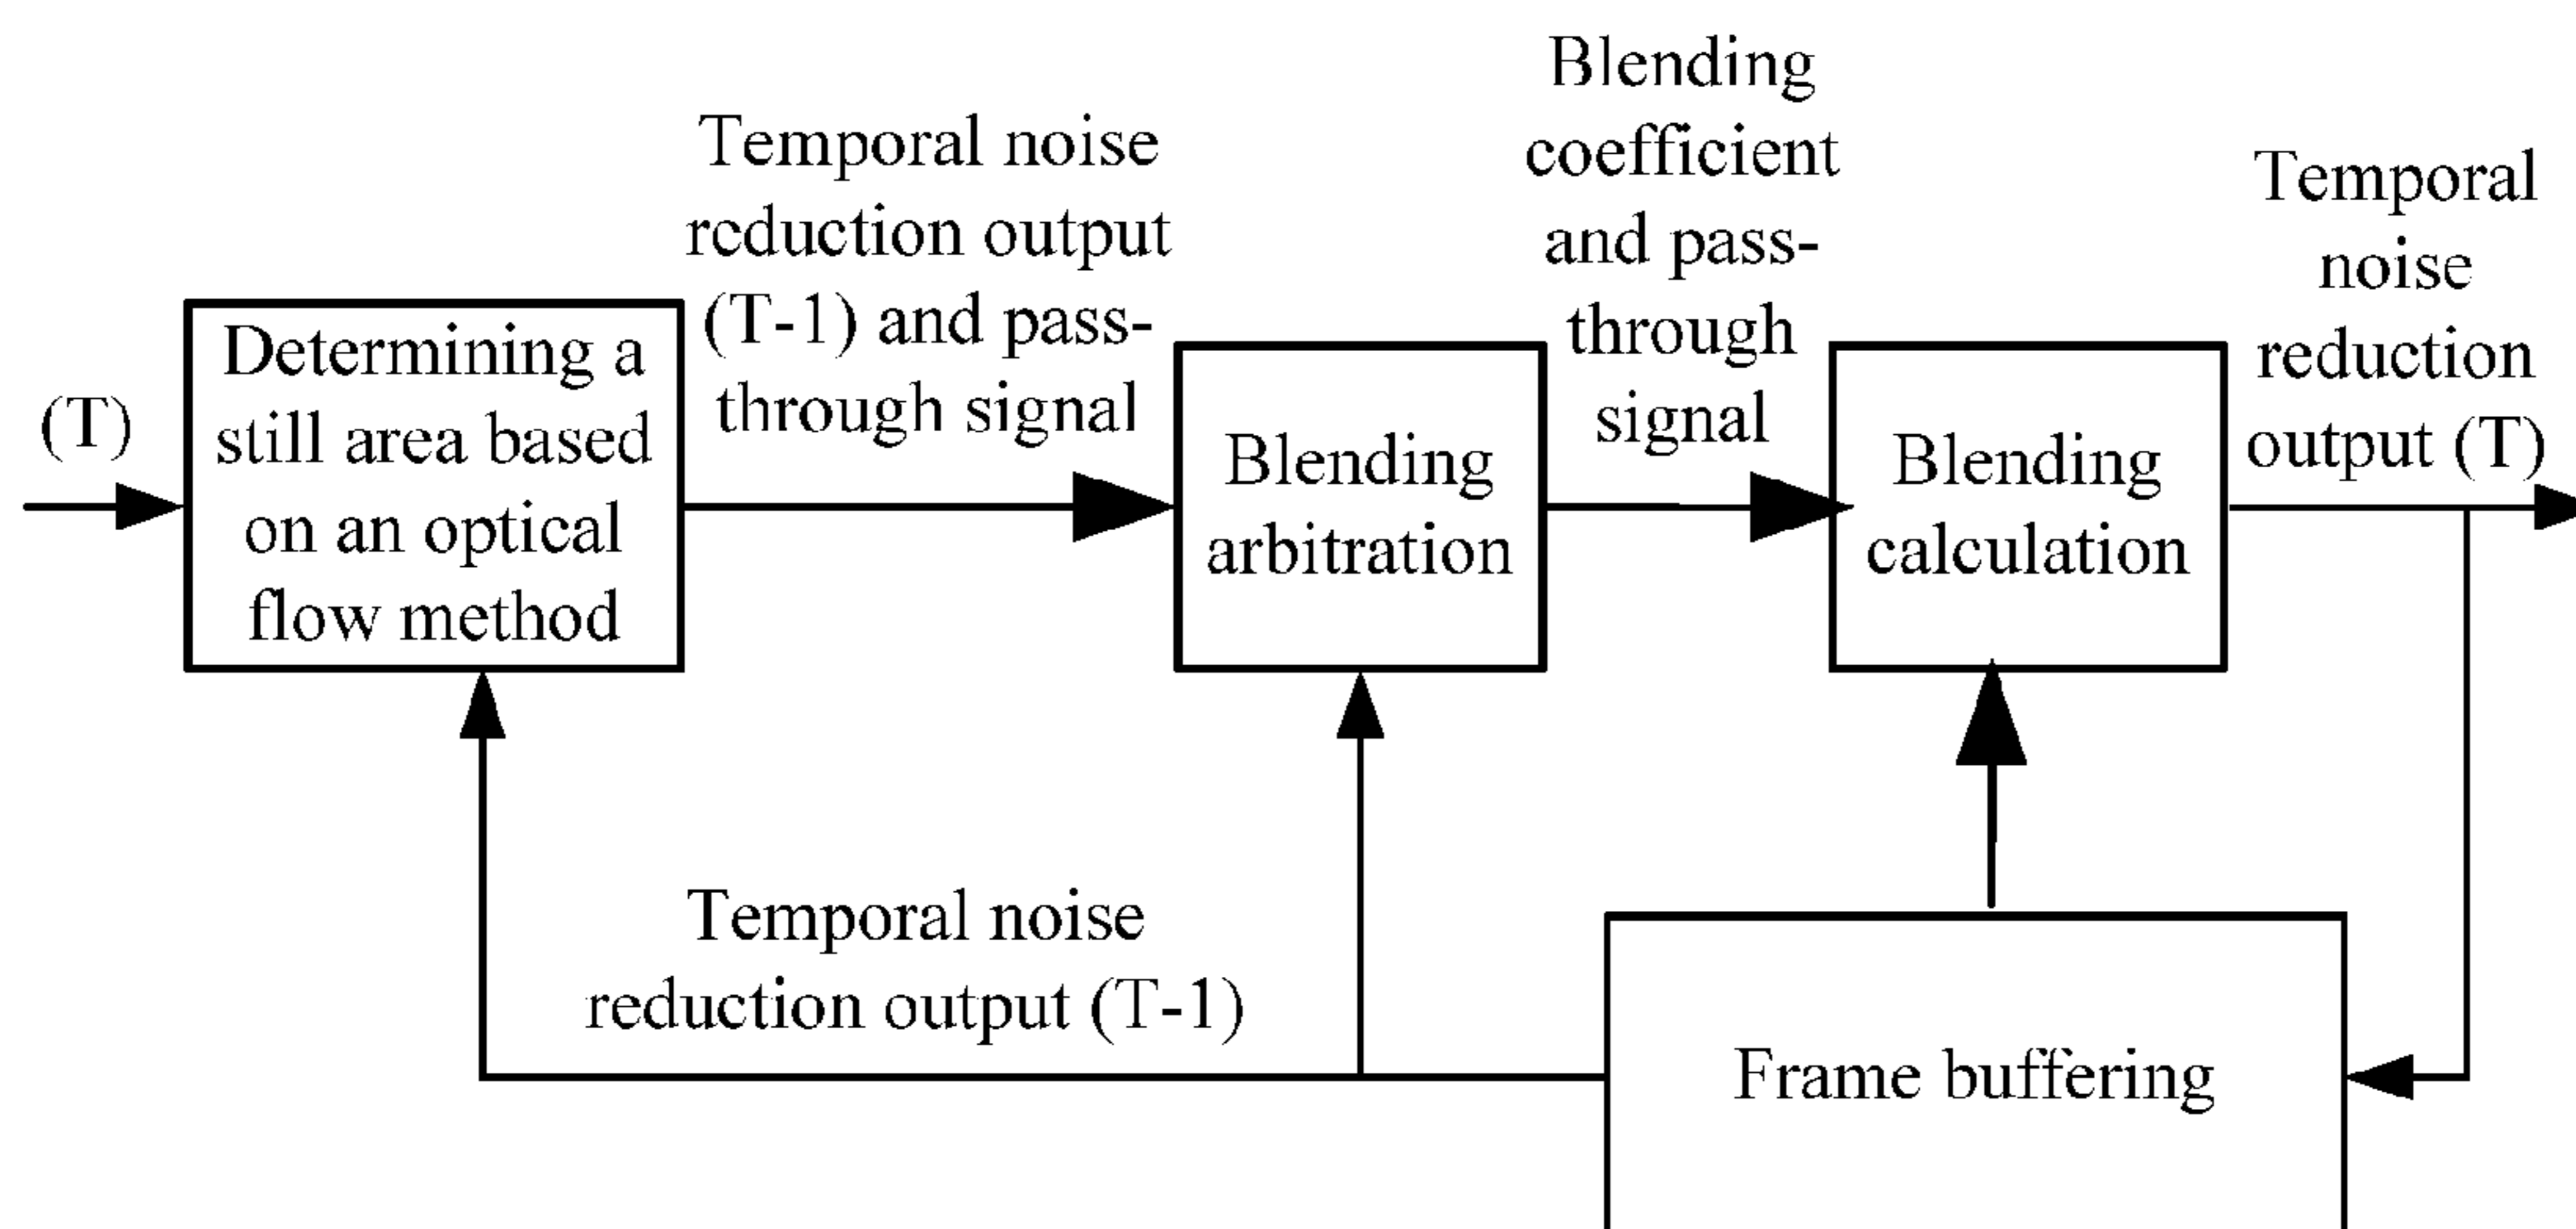 (T)
Determining a
still area based
on an optical
flow method
Temporal noise
reduction output
(T-1) and pass-
through signal
Blending
arbitration
Blending
coefficient
and pass-
through
signal
Blending
calculation
Temporal
noise
reduction
output (T)
Temporal noise
reduction output (T-1)
Frame buffering